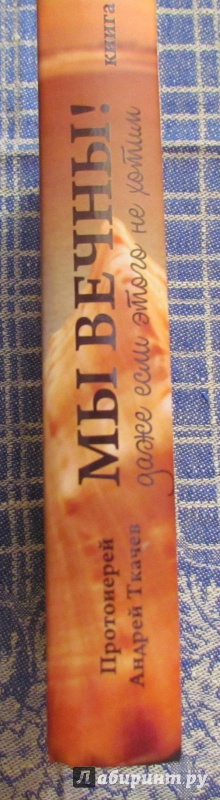 Протоиерей
Андрей Ткачев
МЫ ВЕЧНЫ!
даже если этого не хотим
книга
Лабиринт.ру